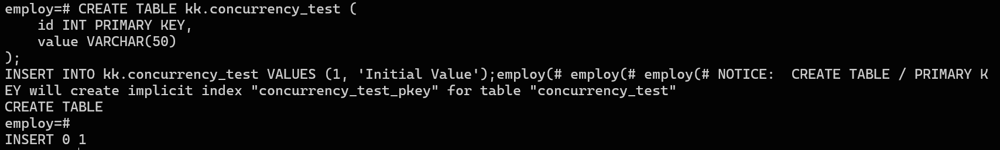 employ=# CREATE TABLE kk.concurrency_test (
    id INT PRIMARY KEY,
    value VARCHAR(50)
);
INSERT INTO kk.concurrency_test VALUES (1, 'Initial Value');employ(# employ(# employ(# NOTICE:  CREATE TABLE / PRIMARY K
EY will create implicit index "concurrency_test_pkey" for table "concurrency_test"
CREATE TABLE
employ=#
INSERT 0 1